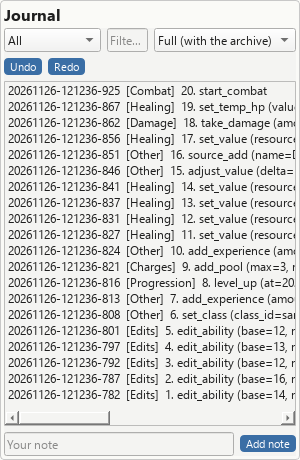 Journal
All Filte... Full (with the archive)
Undo Redo
20261126-121236-925 [Combat] 20. start_combat
20261126-121236-867 [Healing] 19. set_temp_hp (valu
20261126-121236-862 [Damage] 18. take_damage (am
20261126-121236-856 [Healing] 17. set_value (resourc
20261126-121236-851 [Other] 16. source_add (name=D
20261126-121236-846 [Other] 15. adjust_value (delta=
20261126-121236-841 [Healing] 14. set_value (resourc
20261126-121236-837 [Healing] 13. set_value (resourc
20261126-121236-831 [Healing] 12. set_value (resourc
20261126-121236-827 [Healing] 11. set_value (resourc
20261126-121236-824 [Other] 10. add_experience (amo
20261126-121236-821 [Charges] 9. add_pool (max=3, r
20261126-121236-816 [Progression] 8. level_up (at=20
20261126-121236-813 [Other] 7. add_experience (amou
20261126-121236-808 [Other] 6. set_class (class_id=sa
20261126-121236-801 [Edits] 5. edit_ability (base=12, n
20261126-121236-797 [Edits] 4. edit_ability (base=13, n
20261126-121236-792 [Edits] 3. edit_ability (base=12, n
20261126-121236-787 [Edits] 2. edit_ability (base=16, n
20261126-121236-782 [Edits] 1. edit_ability (base=14, n
Your note Add note